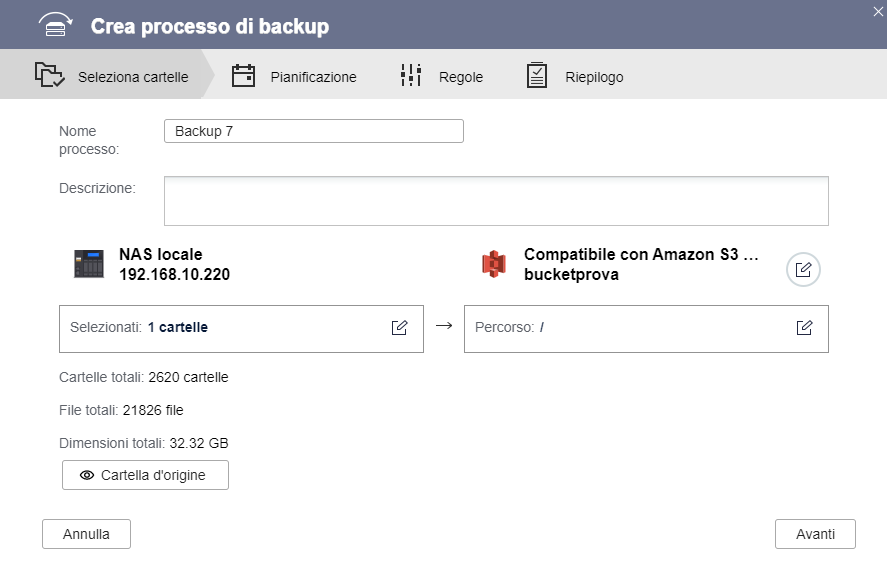 Crea processo di backup
Seleziona cartelle
Pianificazione
Regole
Riepilogo
Nome
processo:
Backup 7
Descrizione:
NAS locale
192.168.10.220
Compatibile con Amazon S3 ...
bucketprova
Selezionati: 1 cartelle
Percorso: /
Cartelle totali: 2620 cartelle
File totali: 21826 file
Dimensioni totali: 32.32 GB
Cartella d'origine
Annulla
Avanti